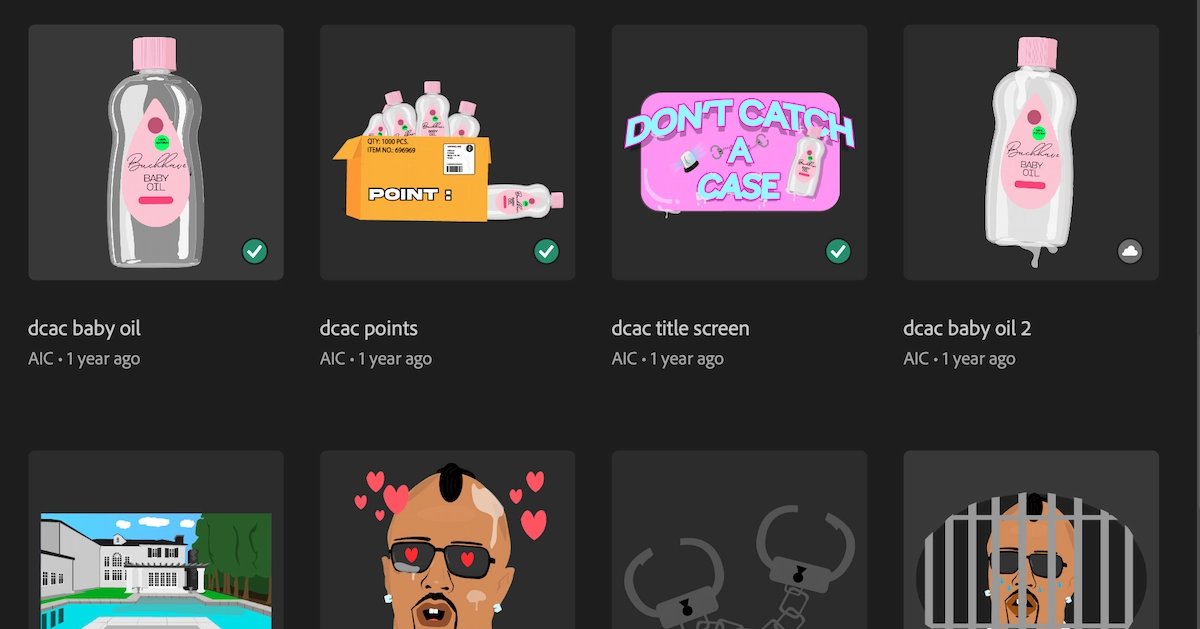 Buchhave
BABY
OIL
QTY: 1000 PCS.
ITEM NO.: 696969
POINT :
DON'T CATCH
A
CASE
Buchhave
BABY
OIL
dcac baby oil
dcac points
dcac title screen
dcac baby oil 2
AIC • 1 year ago
AIC • 1 year ago
AIC • 1 year ago
AIC • 1 year ago